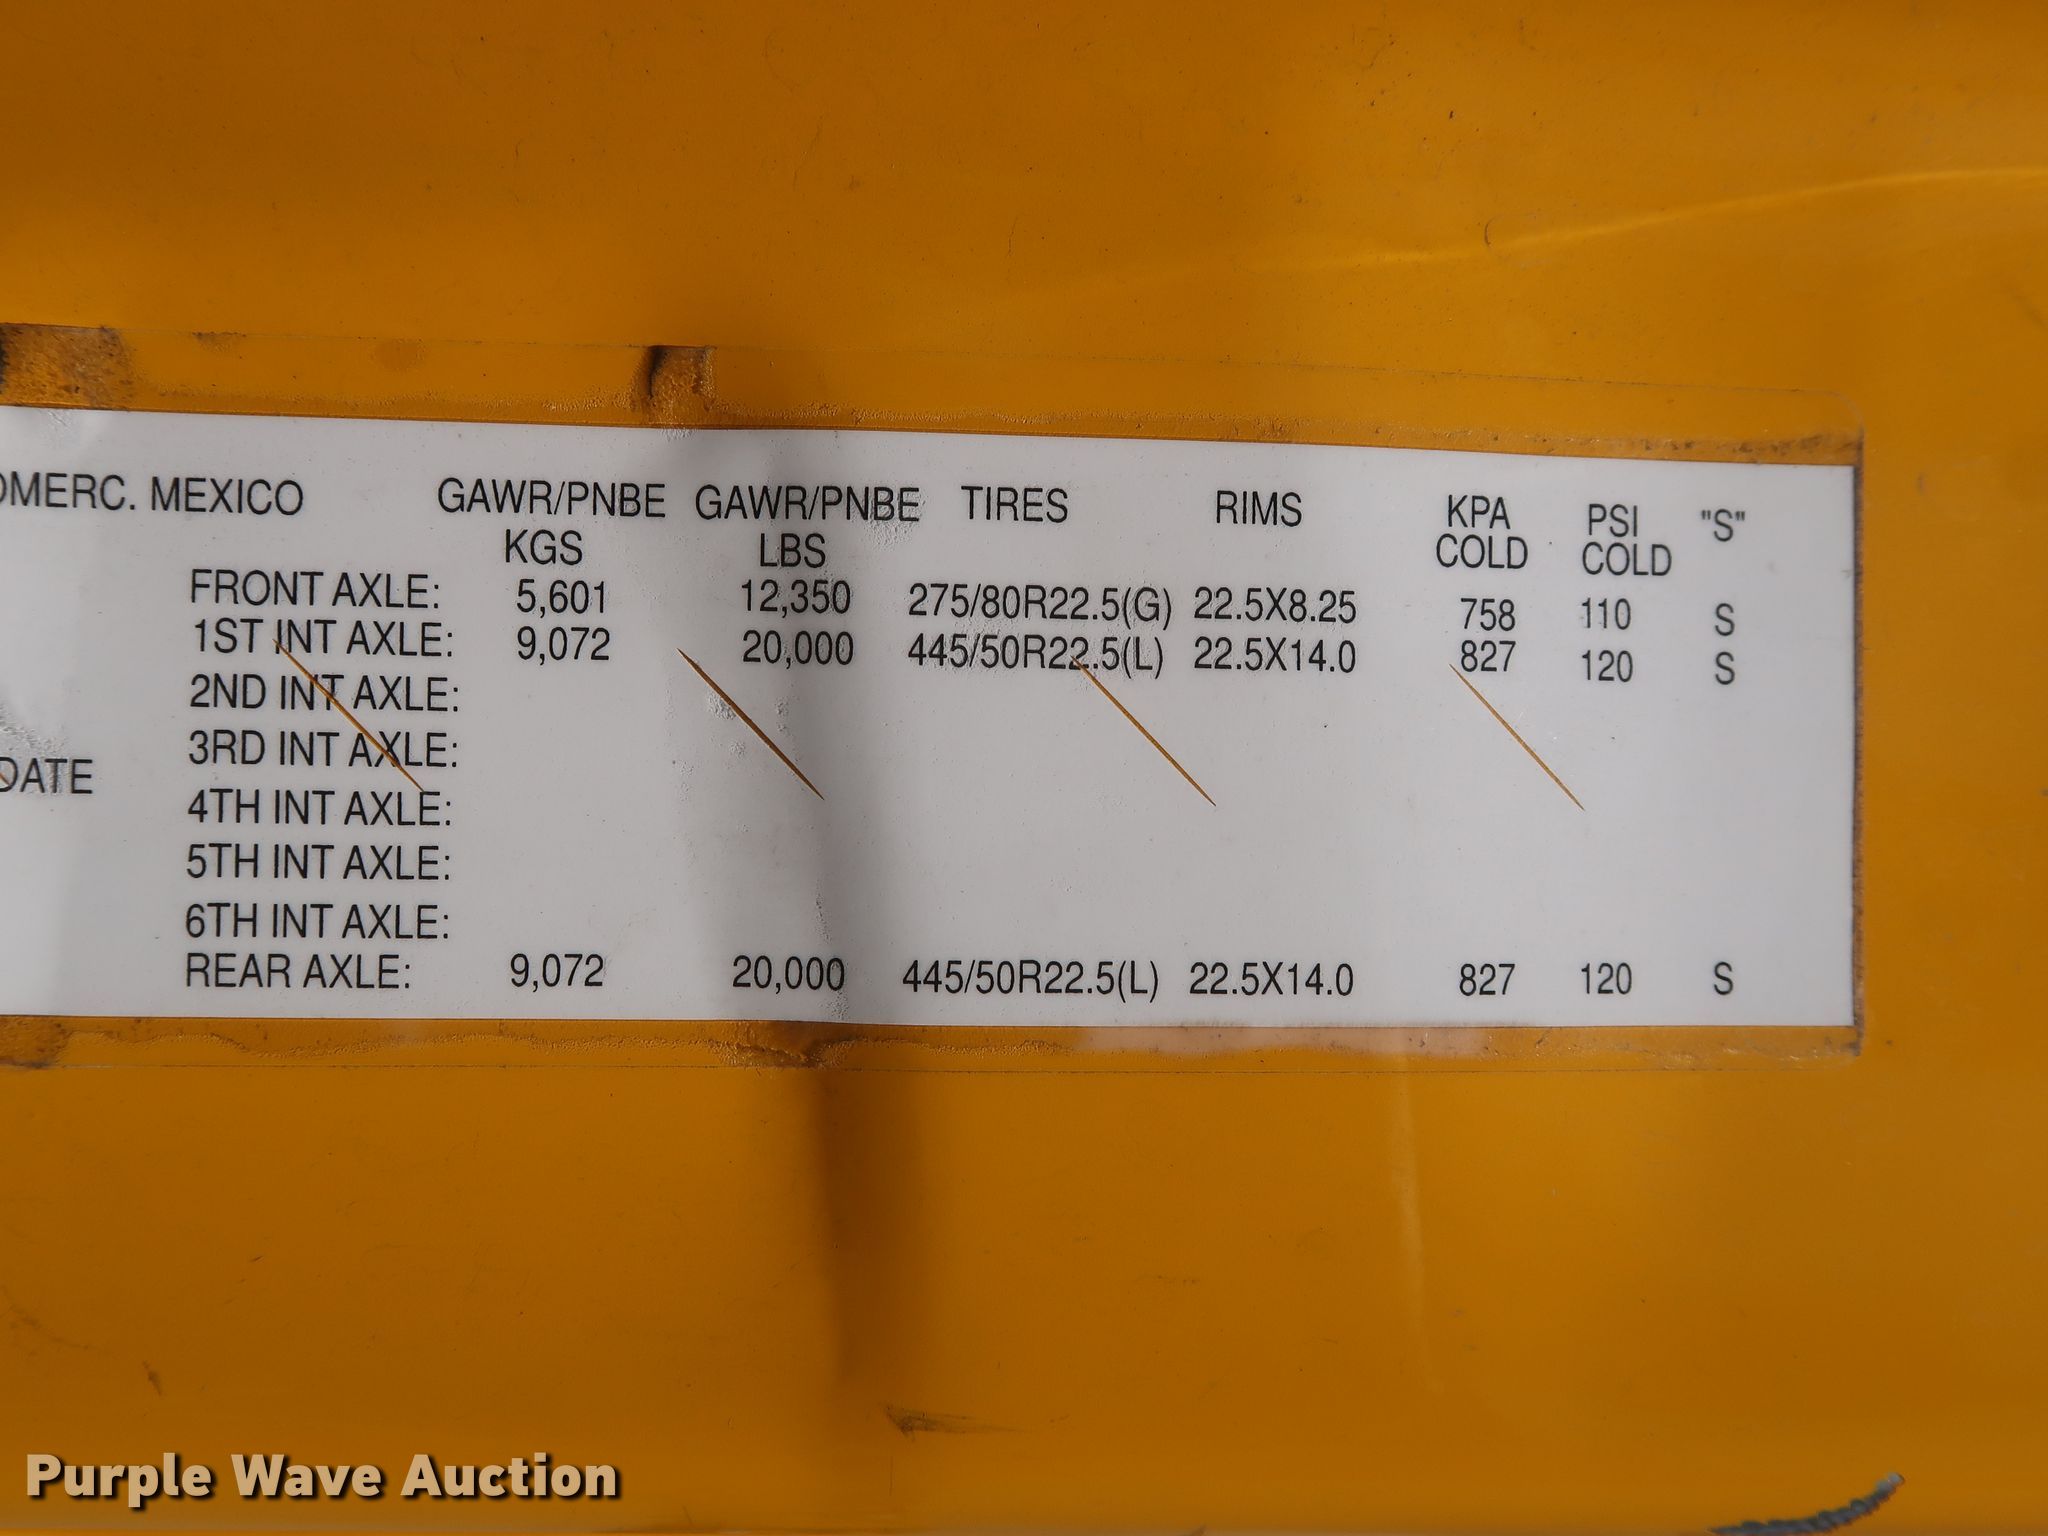 MERC. MEXICO GAWR/PNBE GAWR/PNBE TIRES RIMS KPA PSI "S"
KGS LBS COLD COLD
FRONT AXLE: 5,601 12,350 275/80R22.5(G) 22.5X8.25 758 110 S
1ST INT AXLE: 9,072 20,000 445/50R22.5(L) 22.5X14.0 827 120 S
2ND INT AXLE:
3RD INT AXLE:
DATE
4TH INT AXLE:
5TH INT AXLE:
6TH INT AXLE:
REAR AXLE: 9,072 20,000 445/50R22.5(L) 22.5X14.0 827 120 S
Purple Wave Auction